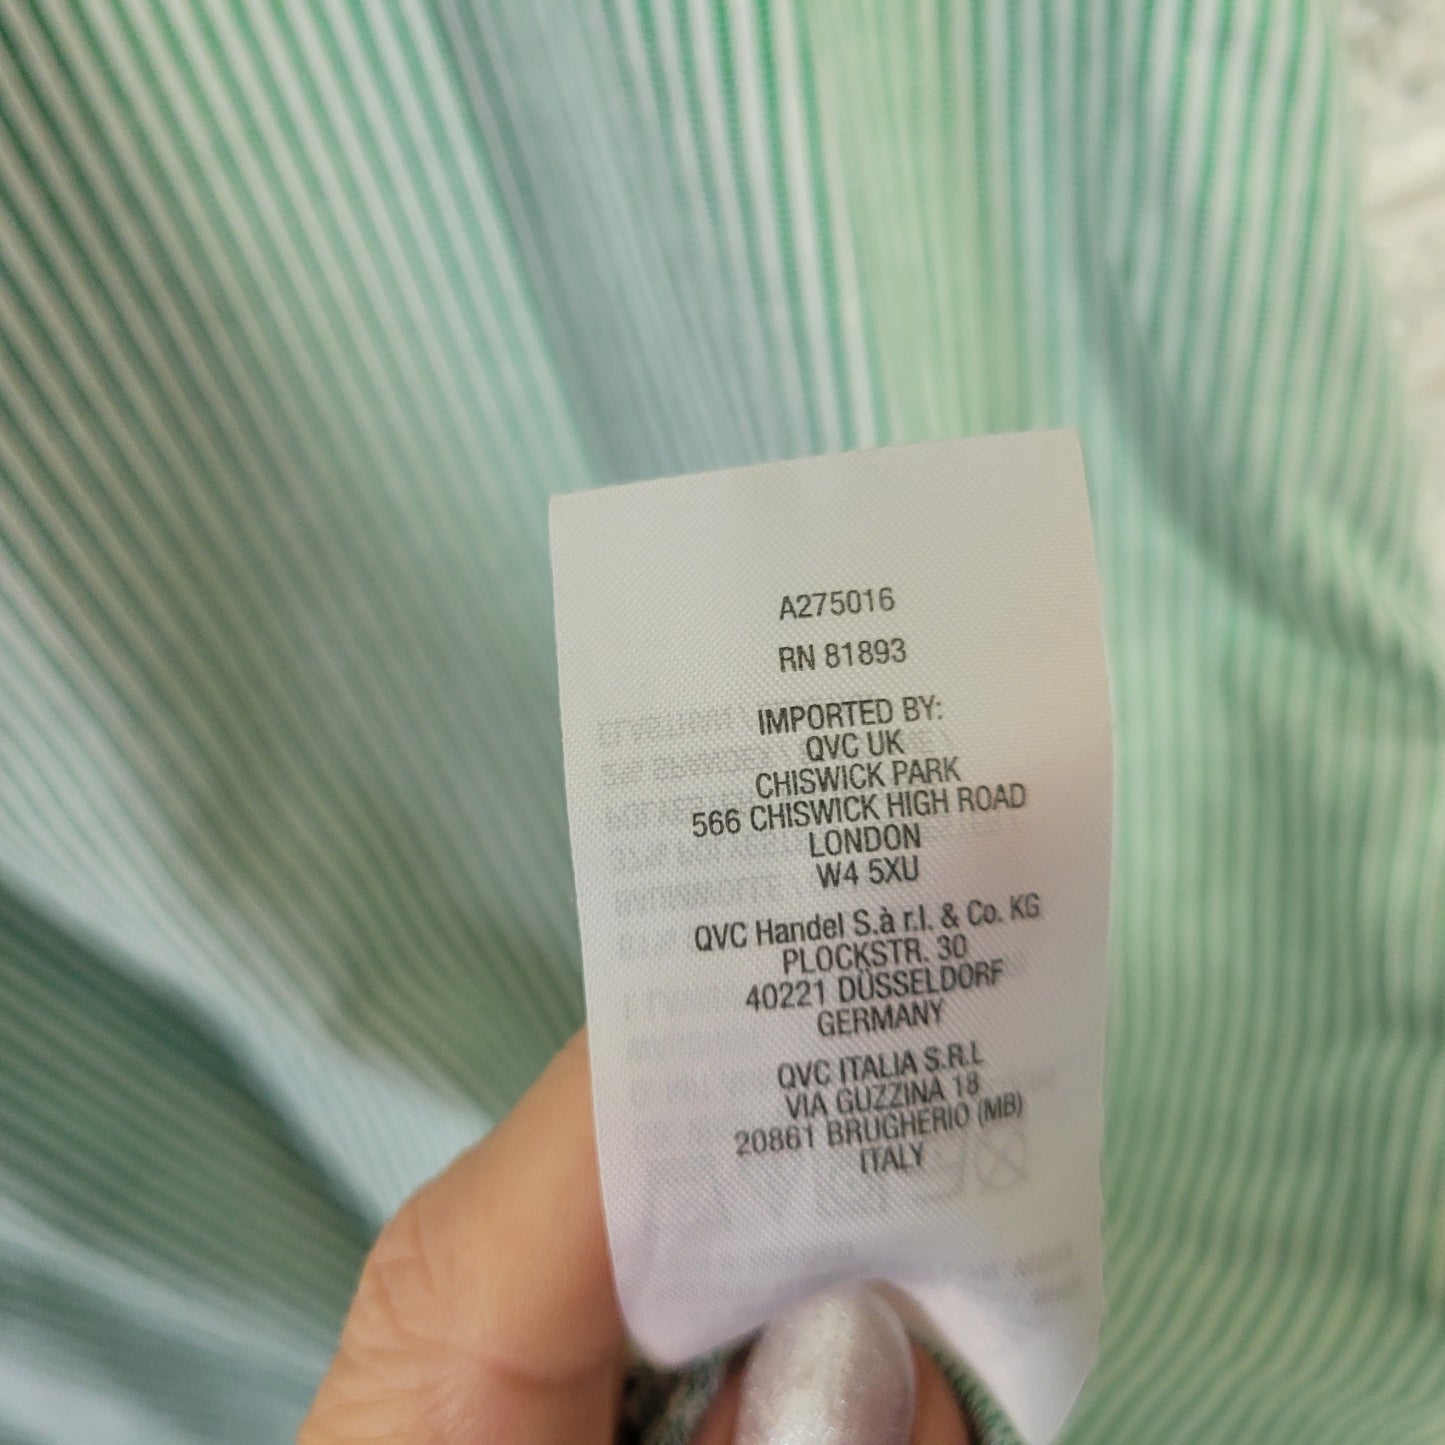 A275016
RN 81893
IMPORTED BY:
QVC UK
CHISWICK PARK
566 CHISWICK HIGH ROAD
LONDON
W4 5XU
QVC Handel S.à r.l. & Co. KG
PLOCKSTR. 30
40221 DÜSSELDORF
GERMANY
QVC ITALIA S.R.L
VIA GUZZINA 18
20861 BRUGHERIO (MB)
ITALY